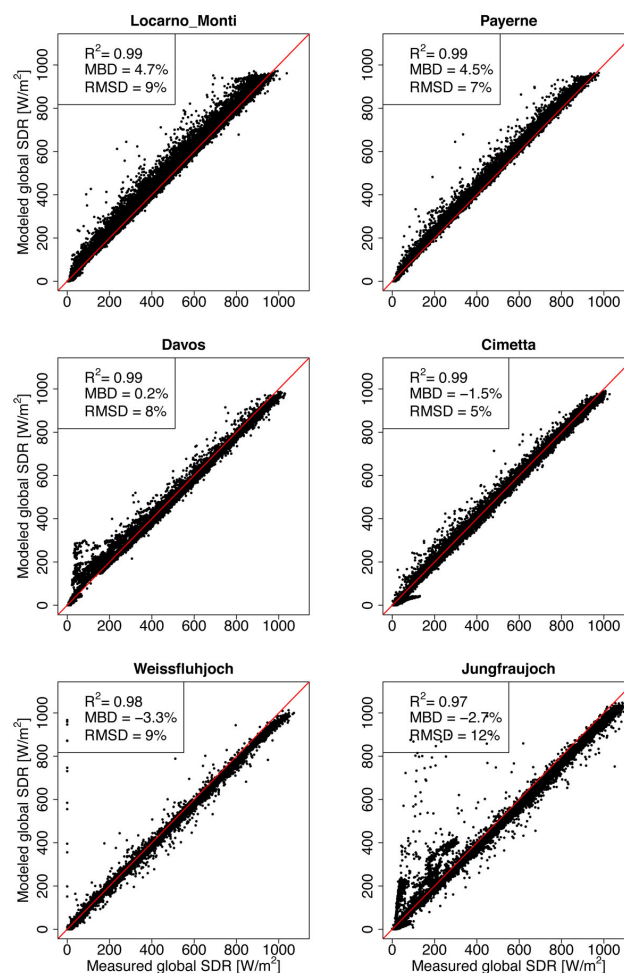 Locarno_Monti
R2= 0.99
MBD = 4.7%
RMSD = 9%
Modeled global SDR [W/m2]
0 200 400 600 800 1000
0 200 400 600 800 1000
Payerne
R2= 0.99
MBD = 4.5%
RMSD = 7%
0 200 400 600 800 1000
0 200 400 600 800 1000
Davos
R2= 0.99
MBD = 0.2%
RMSD = 8%
Modeled global SDR [W/m2]
0 200 400 600 800 1000
0 200 400 600 800 1000
Cimetta
R2= 0.99
MBD = −1.5%
RMSD = 5%
0 200 400 600 800 1000
0 200 400 600 800 1000
Weissfluhjoch
R2= 0.98
MBD = −3.3%
RMSD = 9%
Modeled global SDR [W/m2]
0 200 400 600 800 1000
0 200 400 600 800 1000
Measured global SDR [W/m2]
Jungfraujoch
R2= 0.97
MBD = −2.7%
RMSD = 12%
0 200 400 600 800 1000
0 200 400 600 800 1000
Measured global SDR [W/m2]